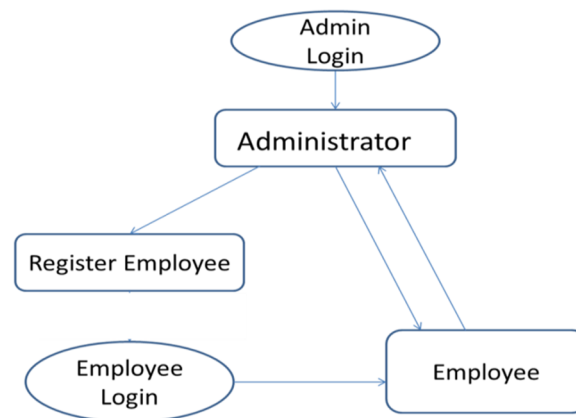 Admin
Login
Administrator
Register Employee
Employee
Login
Employee